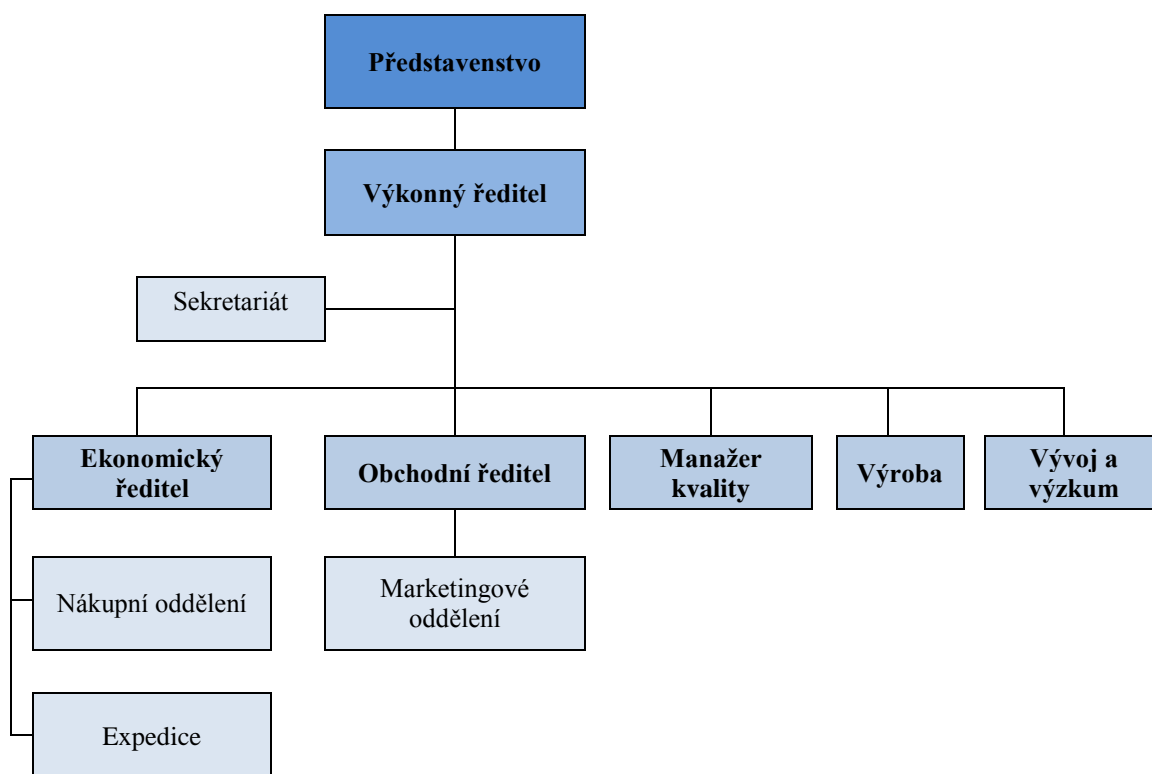 Představenstvo
Výkonný ředitel
Sekretariát
Ekonomický
ředitel
Obchodní ředitel
Manažer
kvality
Výroba
Vývoj a
výzkum
Nákupní oddělení
Marketingové
oddělení
Expedice